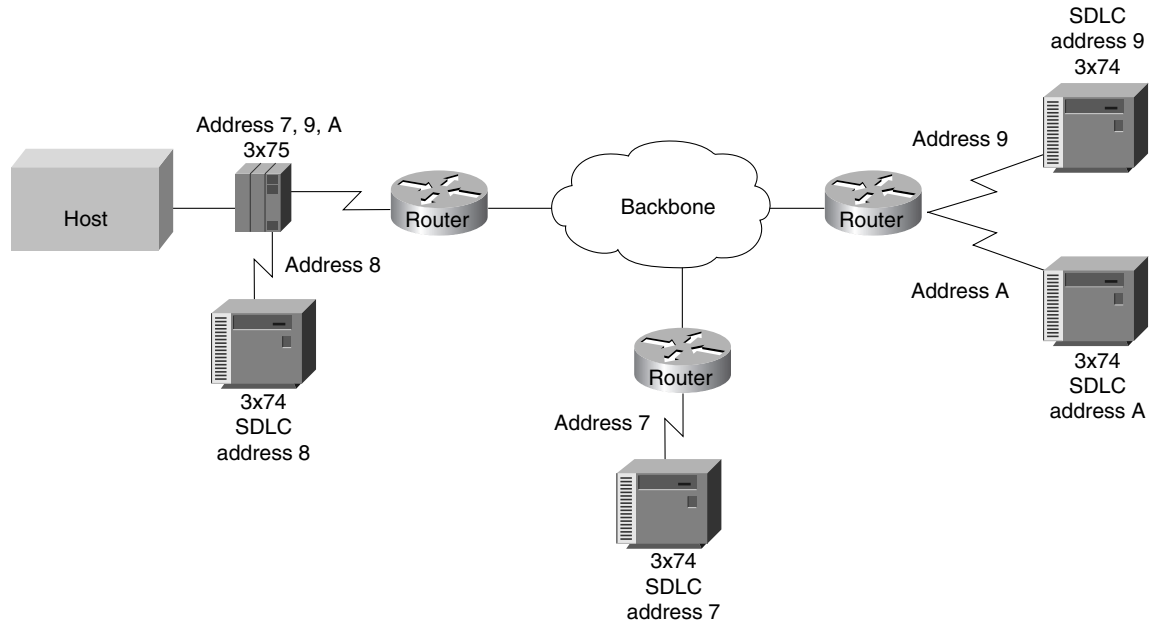 SDLC
address 9
3x74
Address 7, 9, A
3x75
Address 9
Host
Router
Backbone
Router
Address 8
Address A
3x74
SDLC
address 8
Router
3x74
SDLC
address A
Address 7
3x74
SDLC
address 7